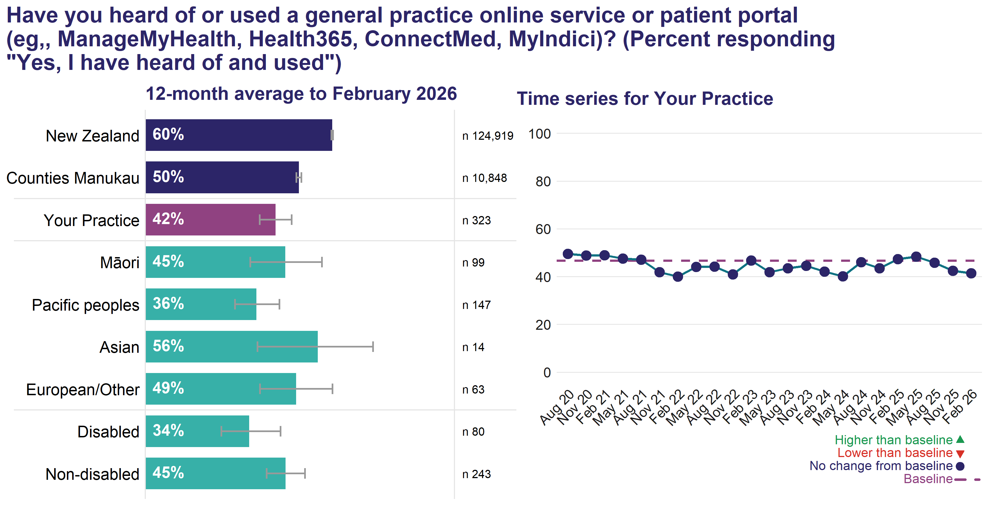 Have you heard of or used a general practice online service or patient portal
(eg,, ManageMyHealth, Health365, ConnectMed, MyIndici)? (Percent responding
"Yes, I have heard of and used")
12-month average to February 2026
New Zealand 60% n 124,919
Counties Manukau 50% n 10,848
Your Practice 42% n 323
Māori 45% n 99
Pacific peoples 36% n 147
Asian 56% n 14
European/Other 49% n 63
Disabled 34% n 80
Non-disabled 45% n 243
Time series for Your Practice
100
80
60
40
20
0
Aug 20
Nov 20
Feb 21
May 21
Aug 21
Nov 21
Feb 22
May 22
Aug 22
Nov 22
Feb 23
May 23
Aug 23
Nov 23
Feb 24
May 24
Aug 24
Nov 24
Feb 25
May 25
Aug 25
Nov 25
Feb 26
Higher than baseline
Lower than baseline
No change from baseline
Baseline